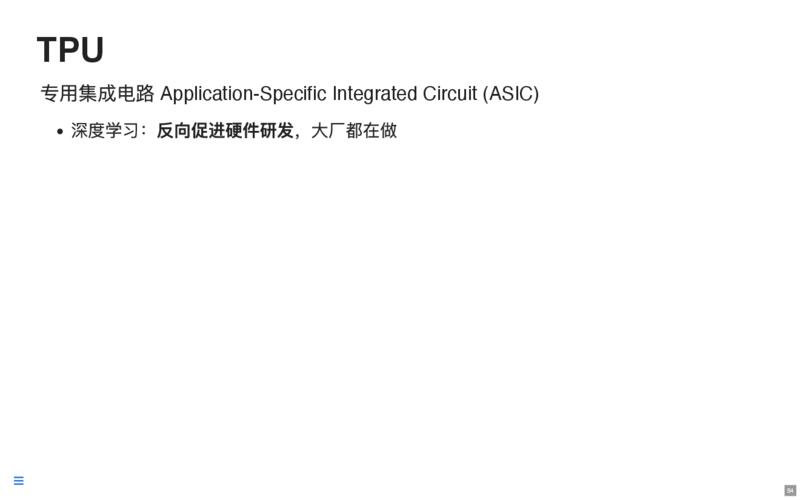 TPU
专用集成电路 Application-Specific Integrated Circuit (ASIC)
• 深度学习：反向促进硬件研发，大厂都在做
94